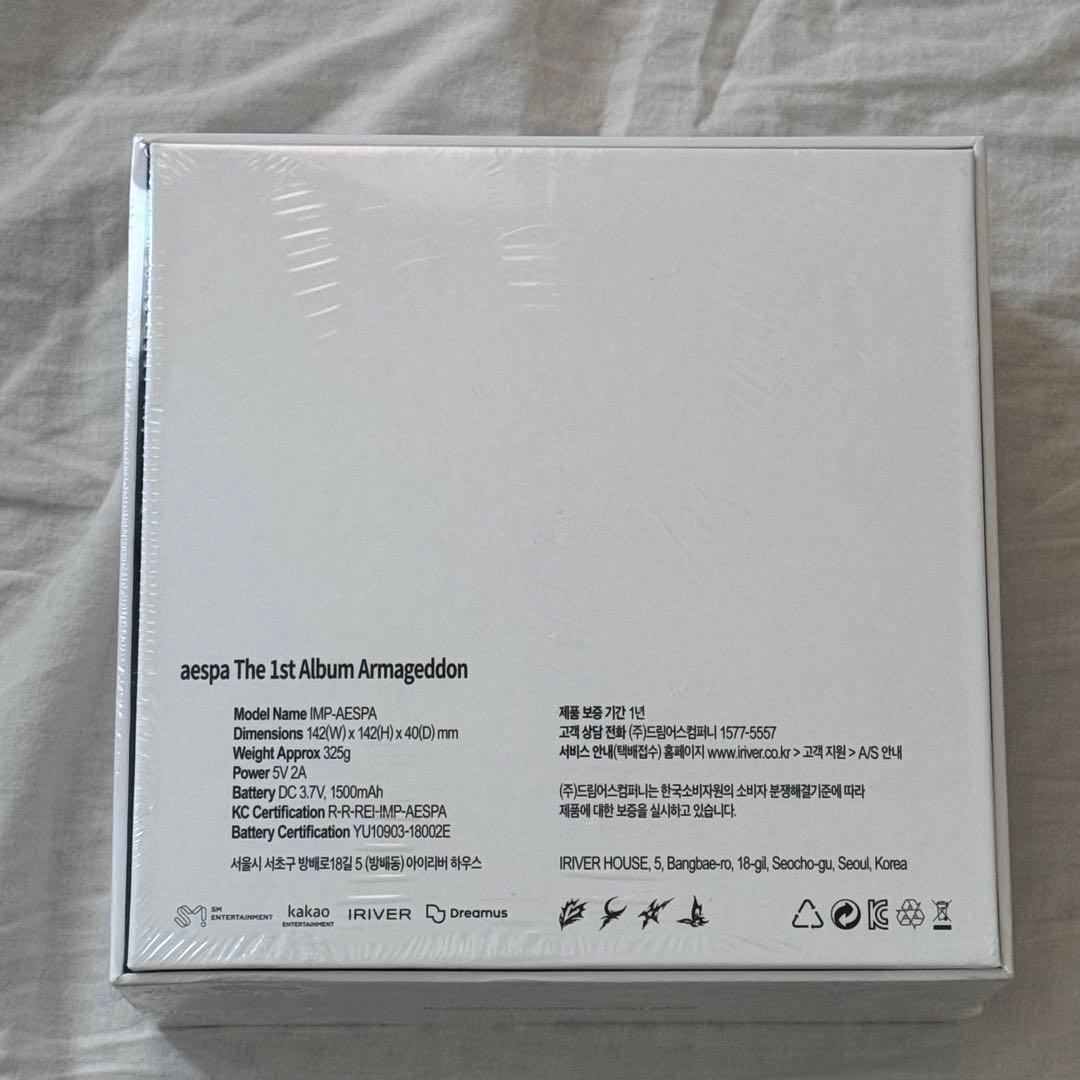 aespa The 1st Album Armageddon
Model Name IMP-AESPA
Dimensions 142(W) x 142(H) x 40(D) mm
Weight Approx 325g
Power 5V 2A
Battery DC 3.7V, 1500mAh
KC Certification R-R-REI-IMP-AESPA
Battery Certification YU10903-18002E
서울시 서초구 방배로18길 5 (방배동) 아이리버 하우스
제품 보증 기간 1년
고객 상담 전화 (주)드림어스컴퍼니 1577-5557
서비스 안내(택배접수) 홈페이지 www.iriver.co.kr > 고객 지원 > A/S 안내
(주)드림어스컴퍼니는 한국소비자원의 소비자 분쟁해결기준에 따라
제품에 대한 보증을 실시하고 있습니다.
IRIVER HOUSE, 5, Bangbae-ro, 18-gil, Seocho-gu, Seoul, Korea
SM ENTERTAINMENT
kakao ENTERTAINMENT
IRIVER
Dreamus